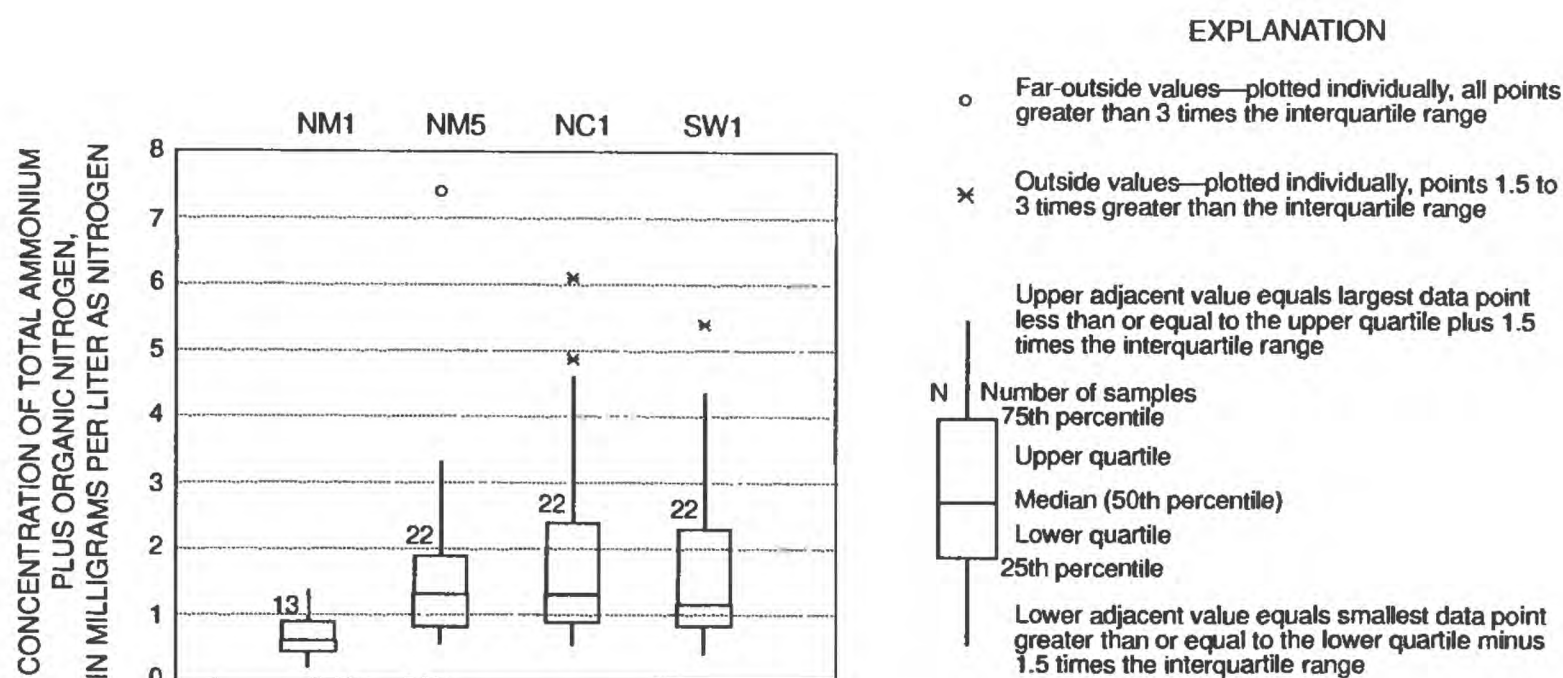 EXPLANATION
Far-outside values—plotted individually, all points
greater than 3 times the interquartile range
Outside values—plotted individually, points 1.5 to
3 times greater than the interquartile range
Upper adjacent value equals largest data point
less than or equal to the upper quartile plus 1.5
times the interquartile range
N Number of samples
75th percentile
Upper quartile
Median (50th percentile)
Lower quartile
25th percentile
Lower adjacent value equals smallest data point
greater than or equal to the lower quartile minus
1.5 times the interquartile range
CONCENTRATION OF TOTAL AMMONIUM
PLUS ORGANIC NITROGEN,
IN MILLIGRAMS PER LITER AS NITROGEN
NM1 NM5 NC1 SW1
8
7
6
5
4
3
2
1
0
13
22
22
22